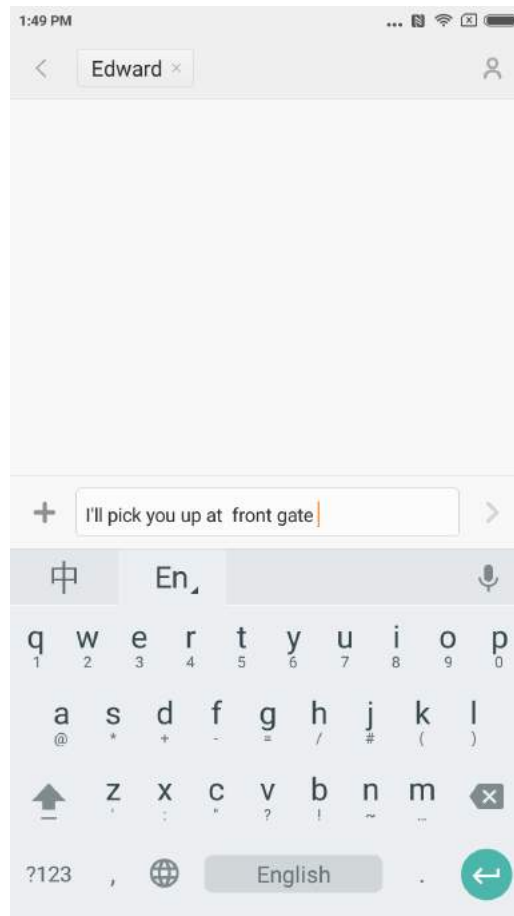 1:49 PM ...
Edward ×
I'll pick you up at  front gate
中 En
q w e r t y u i o p
1 2 3 4 5 6 7 8 9 0
a s d f g h j k l
@ * + - = / # ( )
z x c v b n m
' : " ? ! ~ ...
?123 , English .